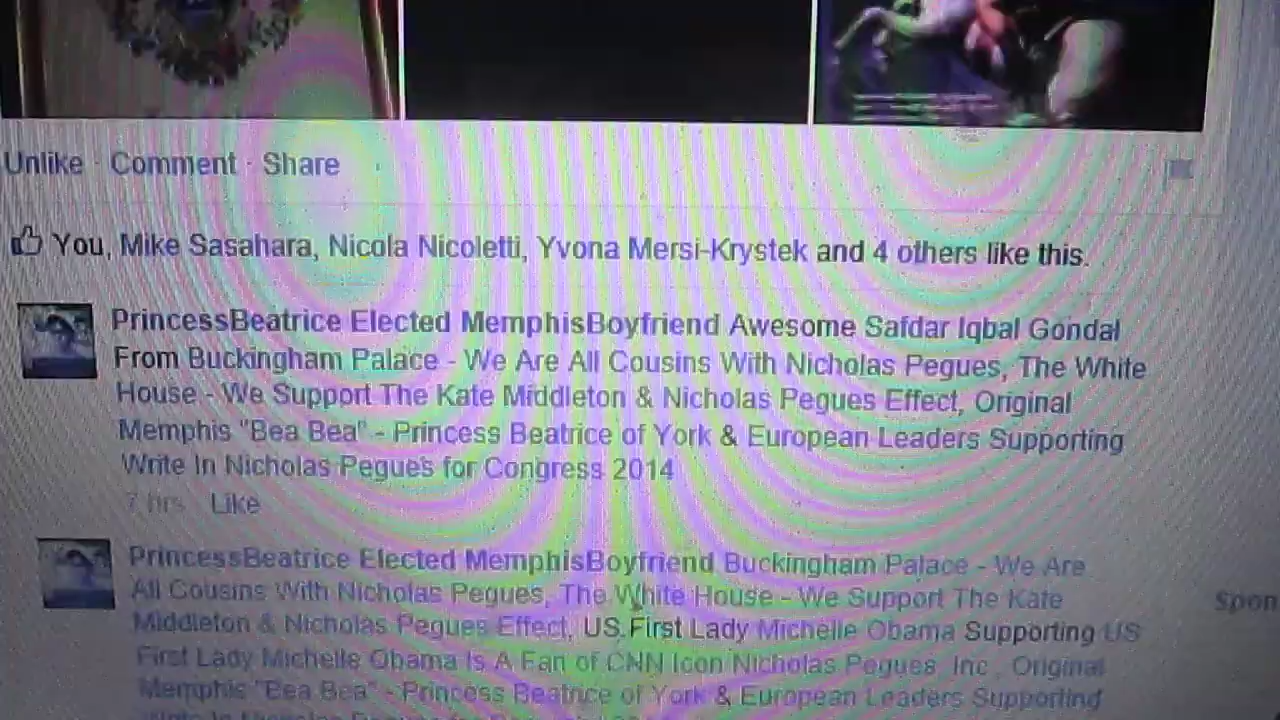 Unlike · Comment · Share
You, Mike Sasahara, Nicola Nicoletti, Yvona Mersi-Krystek and 4 others like this.
PrincessBeatrice Elected MemphisBoyfriend Awesome Safdar Iqbal Gondal
From Buckingham Palace - We Are All Cousins With Nicholas Pegues, The White
House - We Support The Kate Middleton & Nicholas Pegues Effect, Original
Memphis "Bea Bea" - Princess Beatrice of York & European Leaders Supporting
Write In Nicholas Pegues for Congress 2014
7 hrs Like
PrincessBeatrice Elected MemphisBoyfriend Buckingham Palace - We Are
All Cousins With Nicholas Pegues, The White House - We Support The Kate
Spon
Middleton & Nicholas Pegues Effect, US First Lady Michelle Obama Supporting US
First Lady Michelle Obama Is A Fan of CNN Icon Nicholas Pegues, Inc., Original
Memphis "Bea Bea" - Princess Beatrice of York & European Leaders Supporting